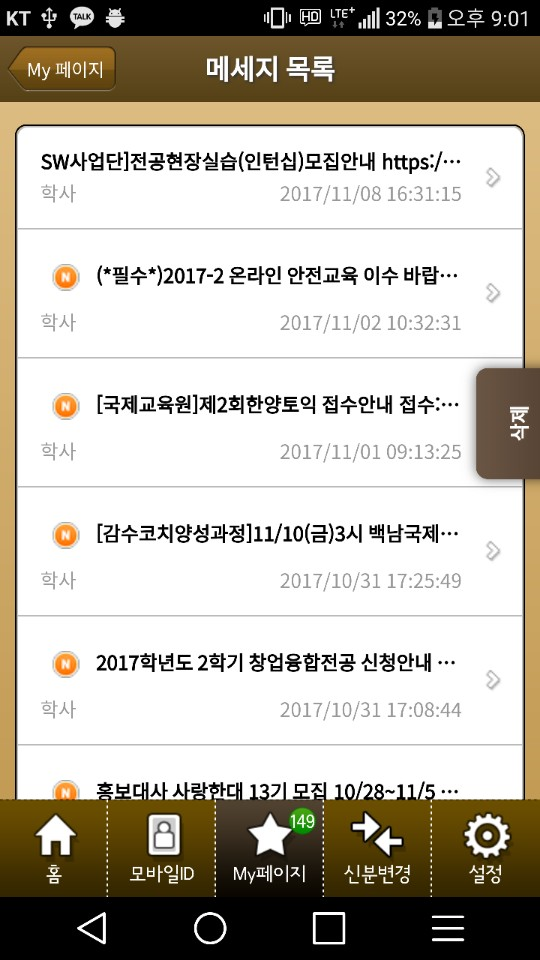 KT TALK HD LTE+ 32% 오후 9:01
My 페이지 메세지 목록
SW사업단]전공현장실습(인턴십)모집안내 https:/…
학사 2017/11/08 16:31:15
N (*필수*)2017-2 온라인 안전교육 이수 바랍…
학사 2017/11/02 10:32:31
N [국제교육원]제2회한양토익 접수안내 접수:…
삭제
학사 2017/11/01 09:13:25
N [감수코치양성과정]11/10(금)3시 백남국제…
학사 2017/10/31 17:25:49
N 2017학년도 2학기 창업융합전공 신청안내 …
학사 2017/10/31 17:08:44
N 홍보대사 사랑한대 13기 모집 10/28~11/5 …
149
홈 모바일ID My페이지 신분변경 설정